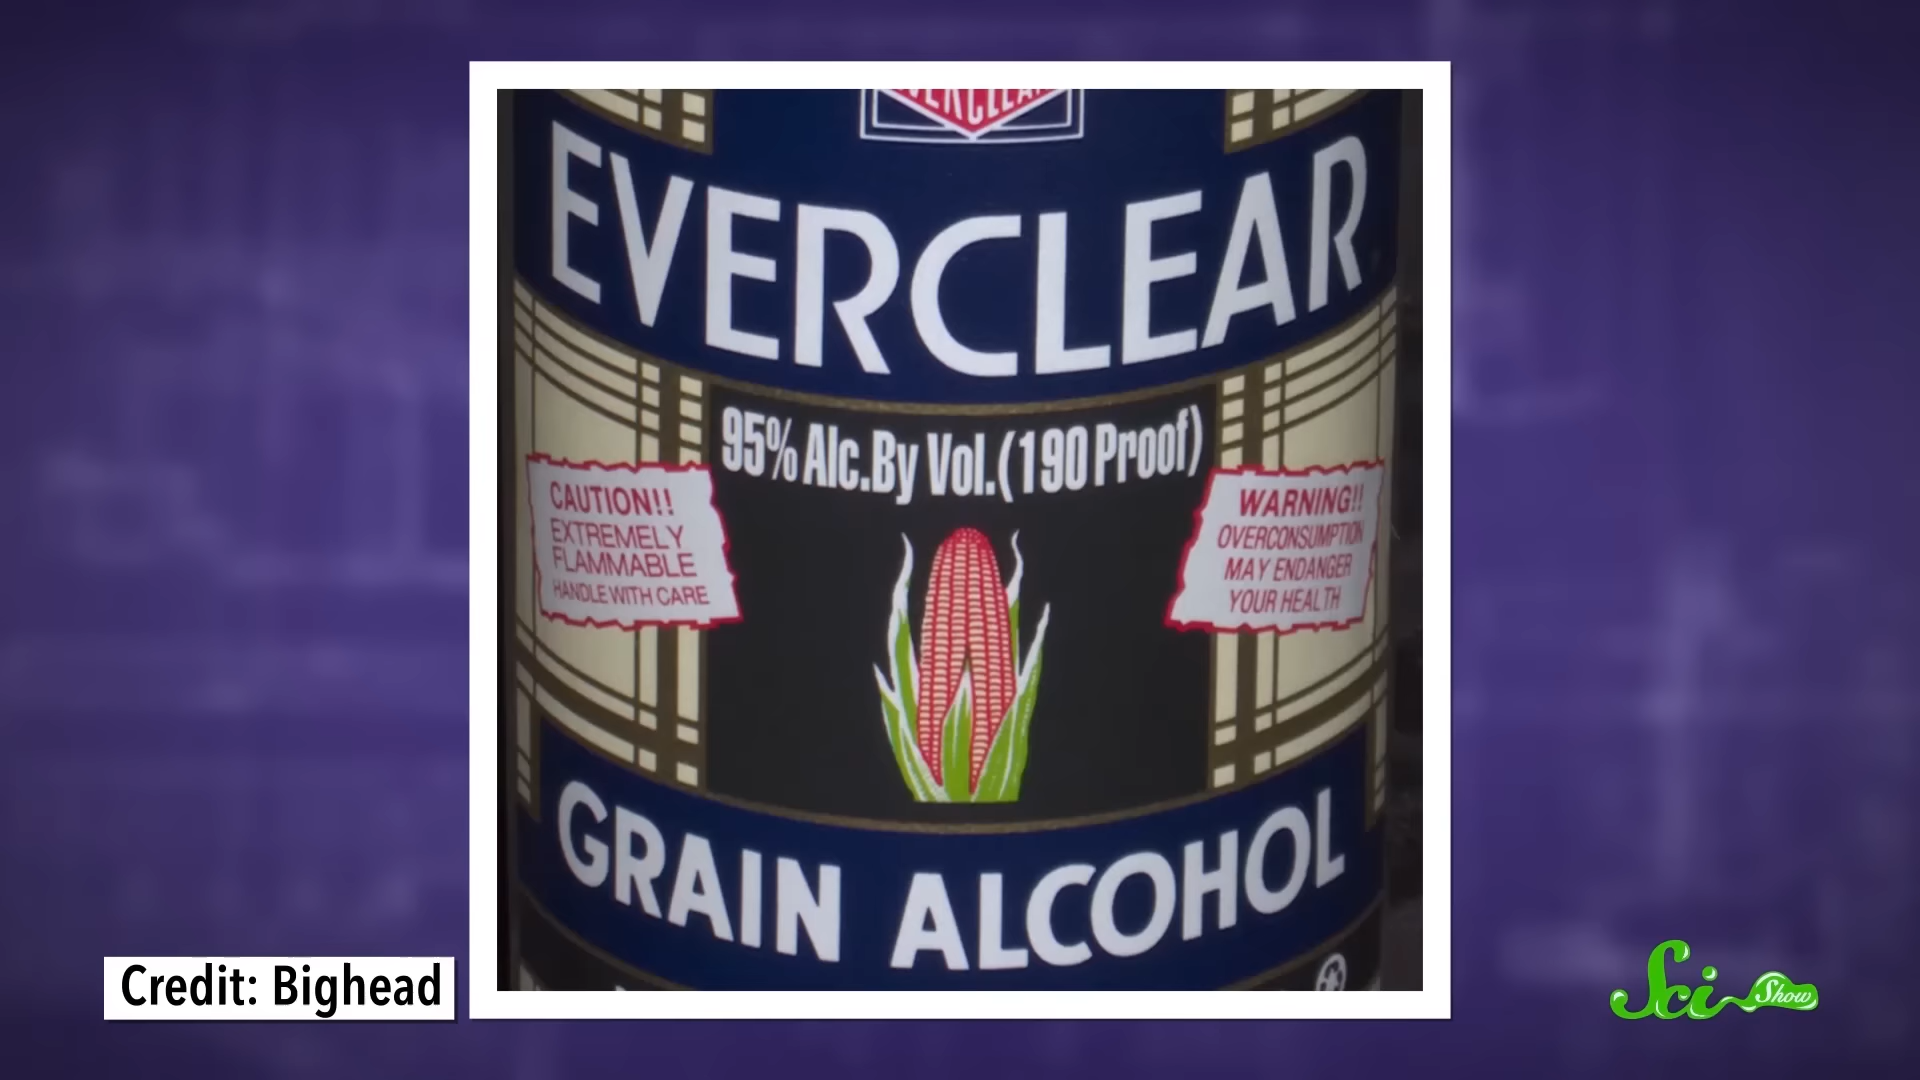 EVERCLEAR
EVERCLEAR
95% Alc.By Vol.(190 Proof)
CAUTION!!
EXTREMELY
FLAMMABLE
HANDLE WITH CARE
WARNING!!
OVERCONSUMPTION
MAY ENDANGER
YOUR HEALTH
GRAIN ALCOHOL
Credit: Bighead
Sci Show